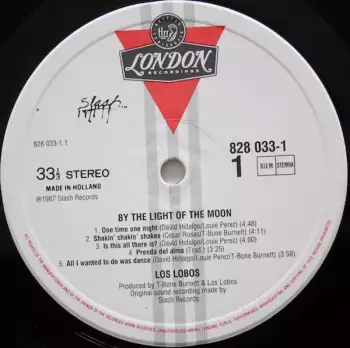 ffrr
LONDON
RECORDINGS
Slash
828 033-1.1
828 033-1
33⅓ STEREO
1
B.I.E.M. STEMRA
MADE IN HOLLAND
℗1987 Slash Records
BY THE LIGHT OF THE MOON
1. One time one night (David Hidalgo/Louie Perez) (4:48)
2. Shakin' shakin' shakes (Cesar Rosas/T-Bone Burnett) (4:11)
3. Is this all there is? (David Hidalgo/Louie Perez) (4:00)
4. Prenda del alma (Trad.) (3:25)
5. All i wanted to do was dance (David Hidalgo/Louie Perez/T-Bone Burnett) (3:56)
LOS LOBOS
Produced by T-Bone Burnett & Los Lobos
Original sound recording made by
Slash Records